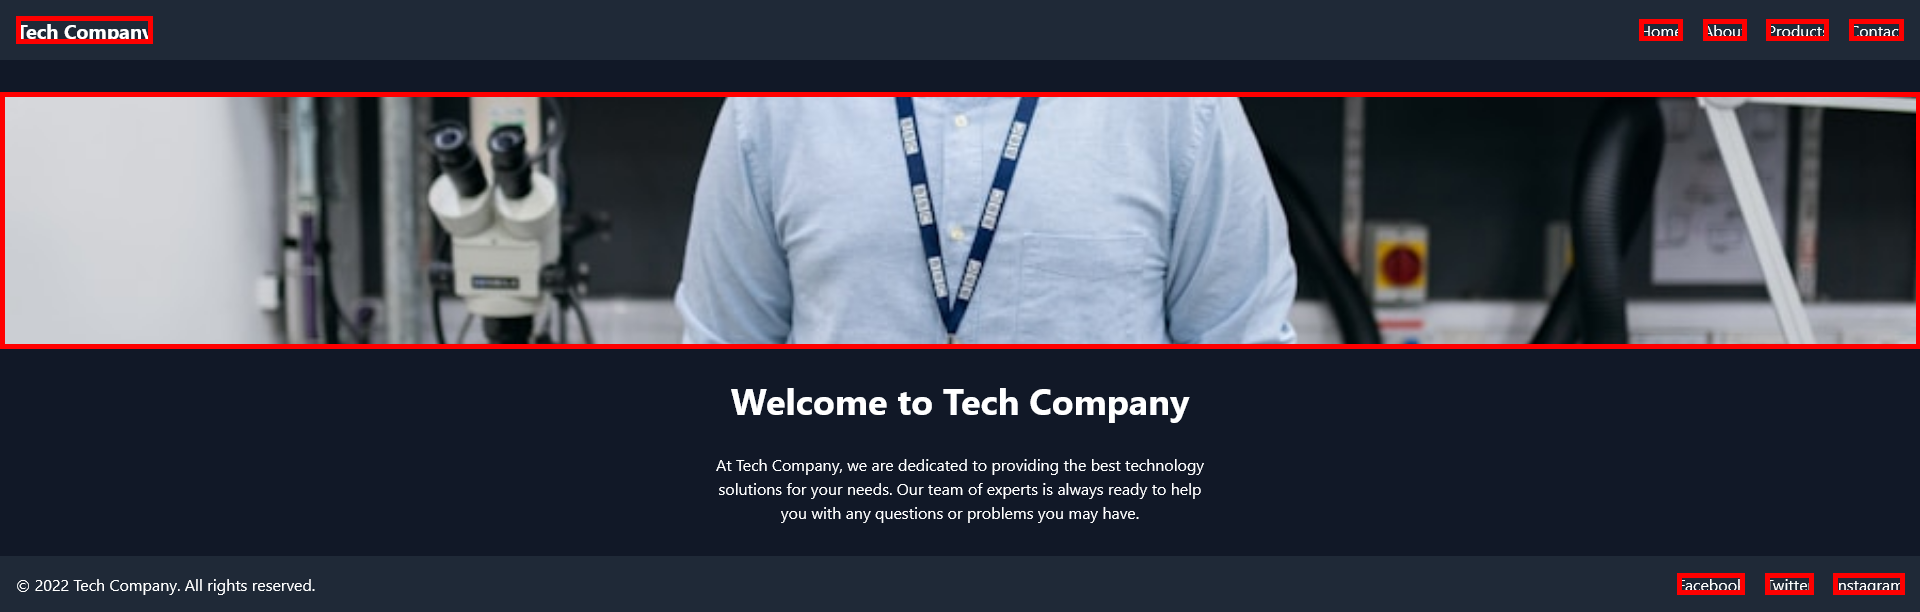 Tech Company
Home About Products Contact
Welcome to Tech Company
At Tech Company, we are dedicated to providing the best technology
solutions for your needs. Our team of experts is always ready to help
you with any questions or problems you may have.
© 2022 Tech Company. All rights reserved.
Facebook Twitter Instagram